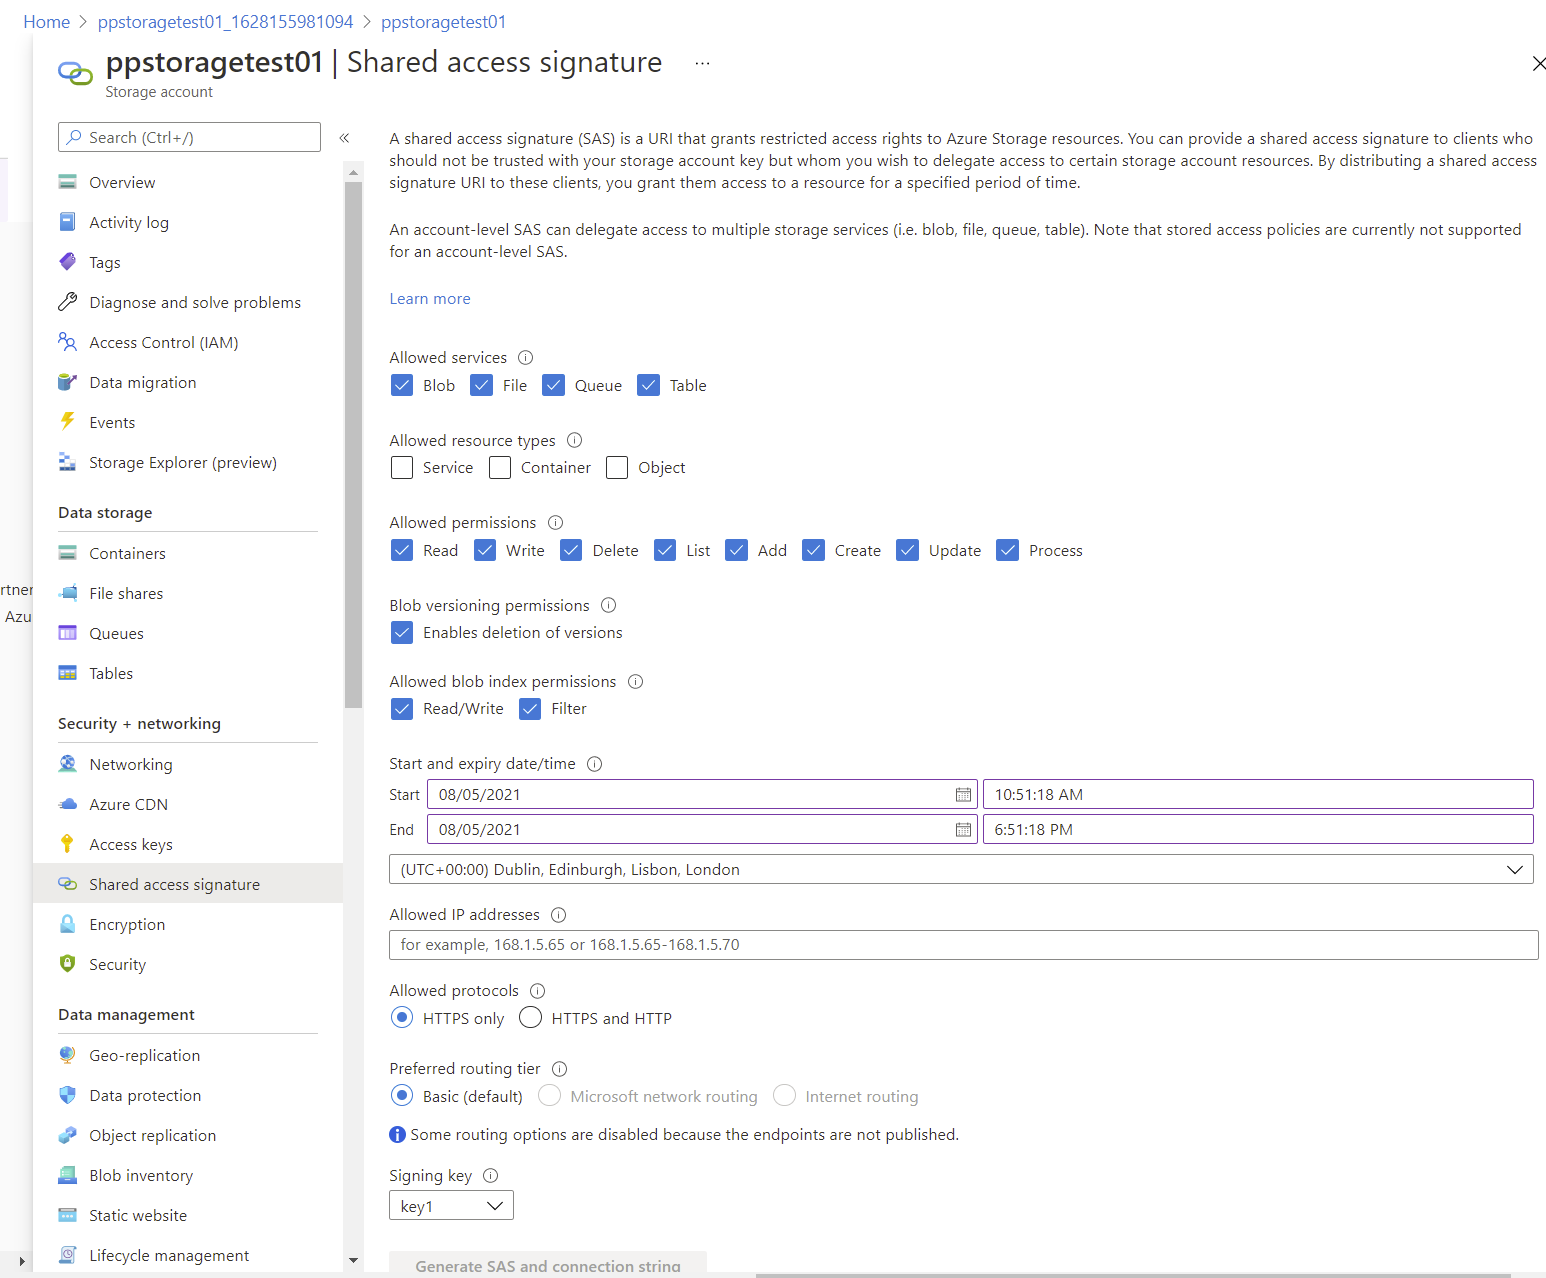 Home > ppstoragetest01_1628155981094 > ppstoragetest01
ppstoragetest01 | Shared access signature ...
Storage account
Search (Ctrl+/)
«
Overview
Activity log
Tags
Diagnose and solve problems
Access Control (IAM)
Data migration
Events
Storage Explorer (preview)
Data storage
Containers
File shares
Queues
Tables
Security + networking
Networking
Azure CDN
Access keys
Shared access signature
Encryption
Security
Data management
Geo-replication
Data protection
Object replication
Blob inventory
Static website
Lifecycle management
rtner
Azu
A shared access signature (SAS) is a URI that grants restricted access rights to Azure Storage resources. You can provide a shared access signature to clients who
should not be trusted with your storage account key but whom you wish to delegate access to certain storage account resources. By distributing a shared access
signature URI to these clients, you grant them access to a resource for a specified period of time.
An account-level SAS can delegate access to multiple storage services (i.e. blob, file, queue, table). Note that stored access policies are currently not supported
for an account-level SAS.
Learn more
Allowed services
Blob File Queue Table
Allowed resource types
Service Container Object
Allowed permissions
Read Write Delete List Add Create Update Process
Blob versioning permissions
Enables deletion of versions
Allowed blob index permissions
Read/Write Filter
Start and expiry date/time
Start 08/05/2021 10:51:18 AM
End 08/05/2021 6:51:18 PM
(UTC+00:00) Dublin, Edinburgh, Lisbon, London
Allowed IP addresses
for example, 168.1.5.65 or 168.1.5.65-168.1.5.70
Allowed protocols
HTTPS only HTTPS and HTTP
Preferred routing tier
Basic (default) Microsoft network routing Internet routing
Some routing options are disabled because the endpoints are not published.
Signing key
key1
Generate SAS and connection string